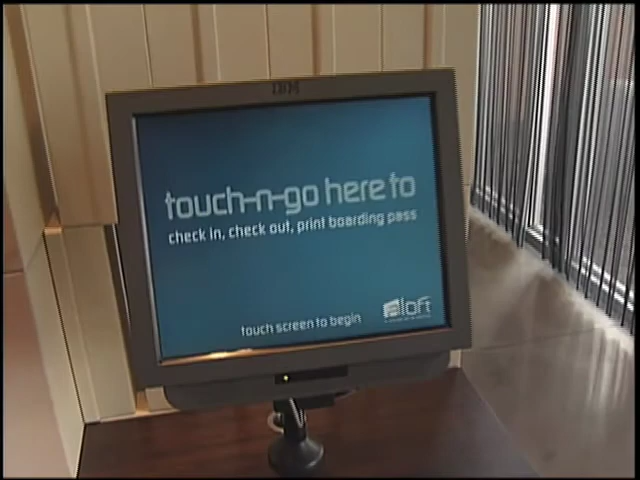 IBM
touch-n-go here to
check in, check out, print boarding pass
touch screen to begin
aloft